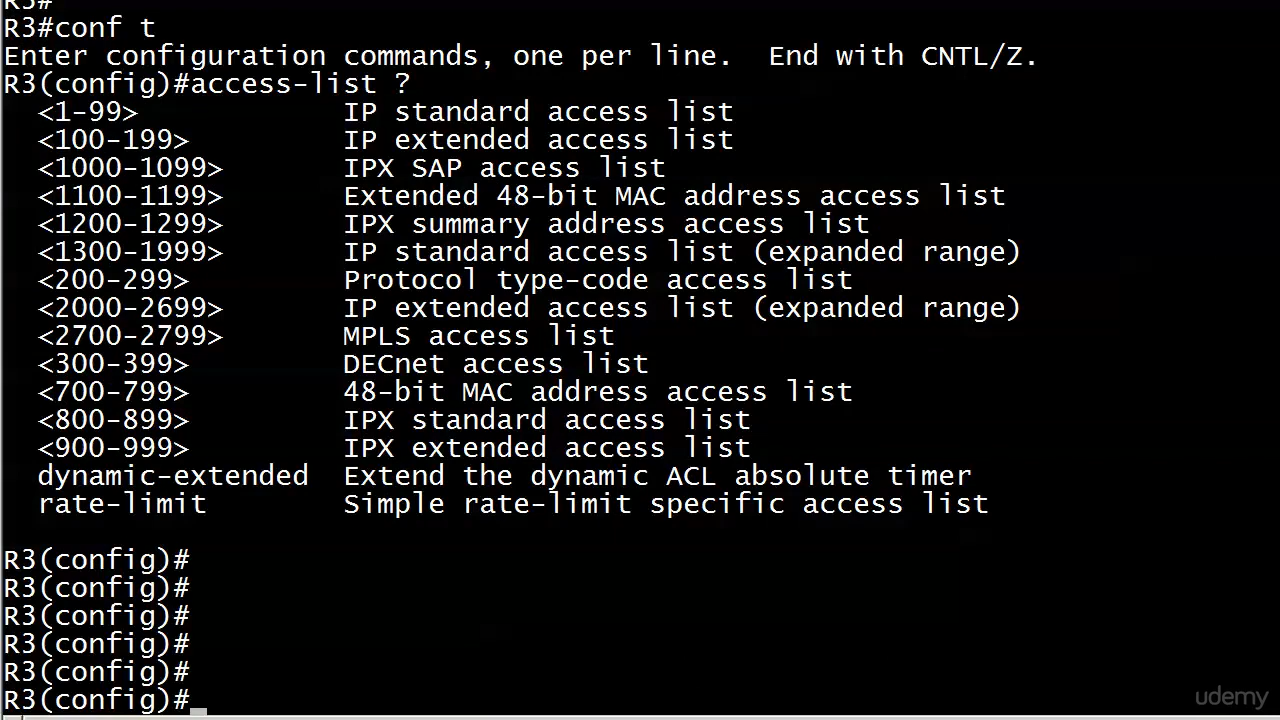 R3#
R3#conf t
Enter configuration commands, one per line.  End with CNTL/Z.
R3(config)#access-list ?
  <1-99>            IP standard access list
  <100-199>         IP extended access list
  <1000-1099>       IPX SAP access list
  <1100-1199>       Extended 48-bit MAC address access list
  <1200-1299>       IPX summary address access list
  <1300-1999>       IP standard access list (expanded range)
  <200-299>         Protocol type-code access list
  <2000-2699>       IP extended access list (expanded range)
  <2700-2799>       MPLS access list
  <300-399>         DECnet access list
  <700-799>         48-bit MAC address access list
  <800-899>         IPX standard access list
  <900-999>         IPX extended access list
  dynamic-extended  Extend the dynamic ACL absolute timer
  rate-limit        Simple rate-limit specific access list
R3(config)#
R3(config)#
R3(config)#
R3(config)#
R3(config)#
R3(config)#
udemy